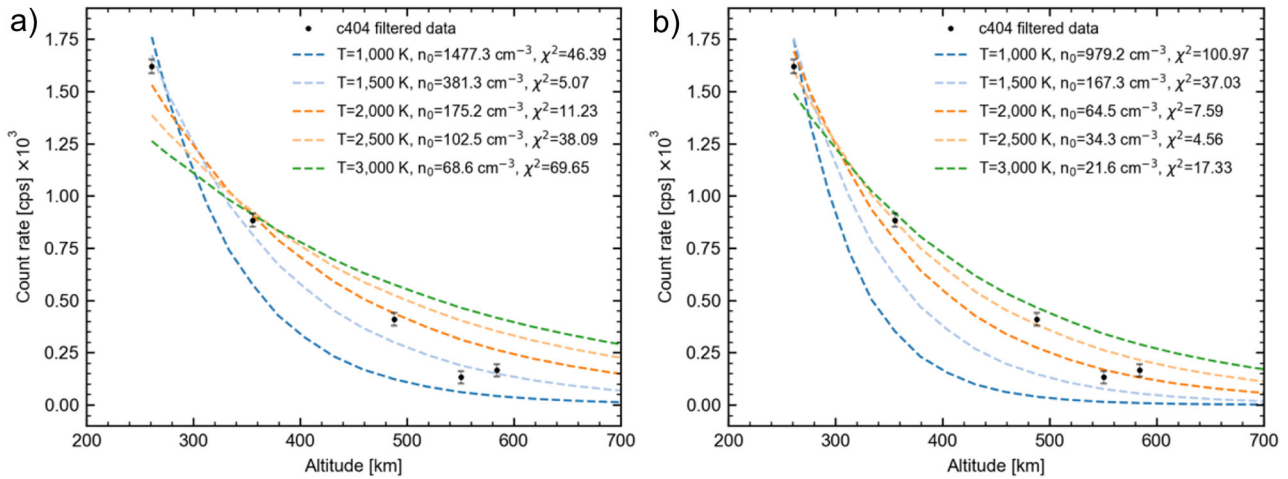 a)
c404 filtered data
T=1,000 K, n₀=1477.3 cm⁻³, χ²=46.39
T=1,500 K, n₀=381.3 cm⁻³, χ²=5.07
T=2,000 K, n₀=175.2 cm⁻³, χ²=11.23
T=2,500 K, n₀=102.5 cm⁻³, χ²=38.09
T=3,000 K, n₀=68.6 cm⁻³, χ²=69.65
Count rate [cps] ×10³
1.75
1.50
1.25
1.00
0.75
0.50
0.25
0.00
200 300 400 500 600 700
Altitude [km]
b)
c404 filtered data
T=1,000 K, n₀=979.2 cm⁻³, χ²=100.97
T=1,500 K, n₀=167.3 cm⁻³, χ²=37.03
T=2,000 K, n₀=64.5 cm⁻³, χ²=7.59
T=2,500 K, n₀=34.3 cm⁻³, χ²=4.56
T=3,000 K, n₀=21.6 cm⁻³, χ²=17.33
Count rate [cps] ×10³
1.75
1.50
1.25
1.00
0.75
0.50
0.25
0.00
200 300 400 500 600 700
Altitude [km]